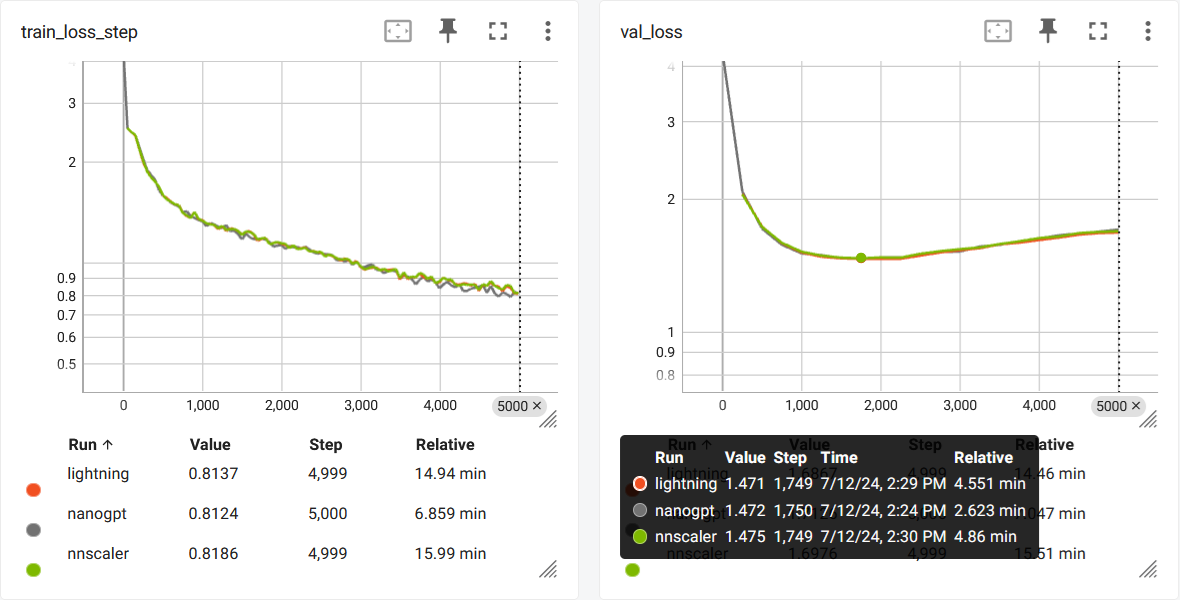 train_loss_step
4
3
2
0.9
0.8
0.7
0.6
0.5
0 1,000 2,000 3,000 4,000 5000 ×
Run ↑ Value Step Relative
lightning 0.8137 4,999 14.94 min
nanogpt 0.8124 5,000 6.859 min
nnscaler 0.8186 4,999 15.99 min
val_loss
4
3
2
1
0.9
0.8
0 1,000 2,000 3,000 4,000 5000 ×
Run ↑ Value Step Relative
lightning 1.6867 4,999 14.46 min
nanogpt
nnscaler 1.6976 4,999 15.51 min
Run Value Step Time Relative
lightning 1.471 1,749 7/12/24, 2:29 PM 4.551 min
nanogpt 1.472 1,750 7/12/24, 2:24 PM 2.623 min
nnscaler 1.475 1,749 7/12/24, 2:30 PM 4.86 min